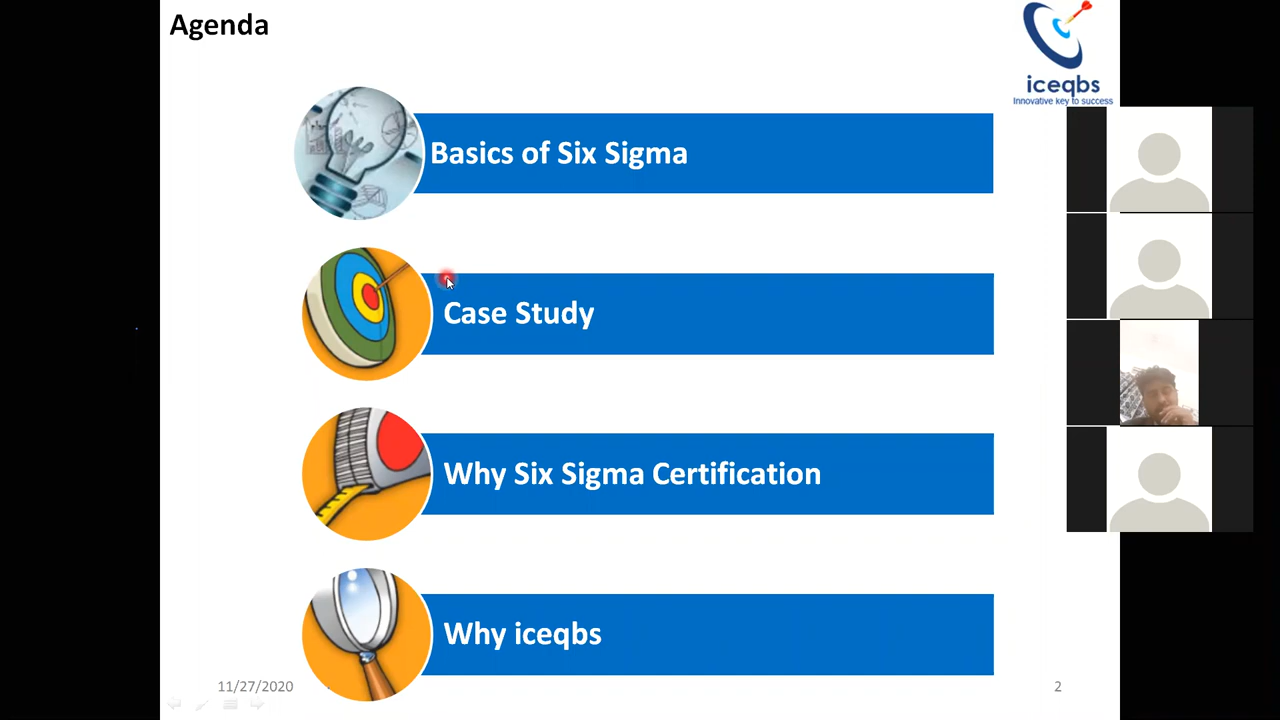 Agenda
iceqbs
Innovative key to success
Basics of Six Sigma
Case Study
Why Six Sigma Certification
Why iceqbs
11/27/2020
2